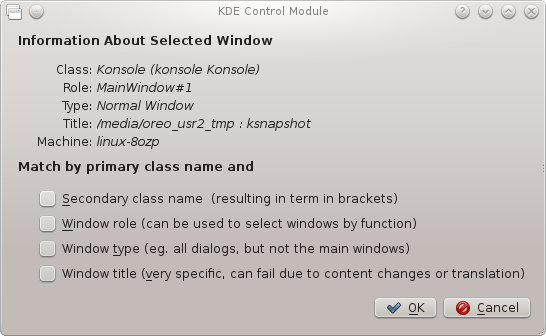 KDE Control Module
Information About Selected Window
Class: Konsole (konsole Konsole)
Role: MainWindow#1
Type: Normal Window
Title: /media/oreo_usr2_tmp : ksnapshot
Machine: linux-8ozp
Match by primary class name and
Secondary class name (resulting in term in brackets)
Window role (can be used to select windows by function)
Window type (eg. all dialogs, but not the main windows)
Window title (very specific, can fail due to content changes or translation)
OK Cancel